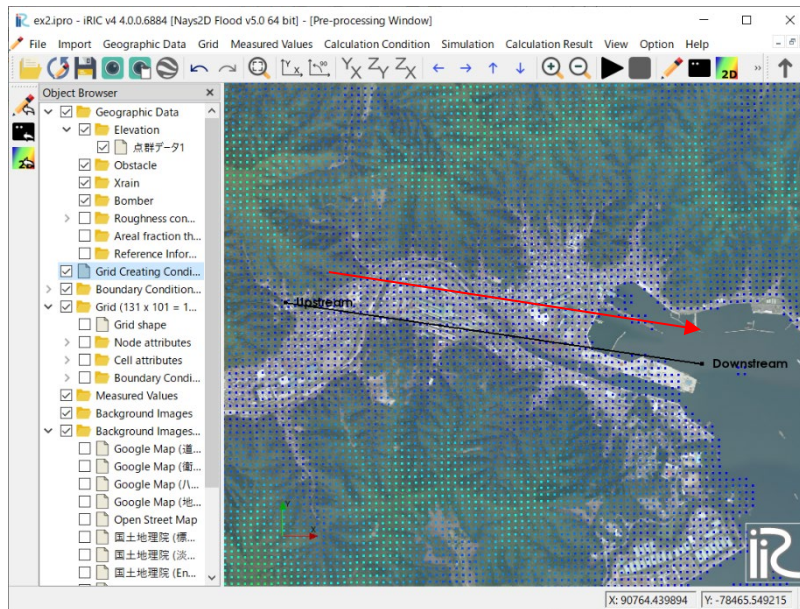 ex2.ipro - iRIC v4 4.0.0.6884 [Nays2D Flood v5.0 64 bit] - [Pre-processing Window]
File Import Geographic Data Grid Measured Values Calculation Condition Simulation Calculation Result View Option Help
Y X Z Y Z X 2D »
Object Browser
Geographic Data
Elevation
点群データ1
Obstacle
Xrain
Bomber
Roughness con...
Areal fraction th...
Reference Infor...
Grid Creating Condi...
Boundary Condition...
Grid (131 x 101 = 1...
Grid shape
Node attributes
Cell attributes
Boundary Condi...
Measured Values
Background Images
Background Images...
Google Map (道...
Google Map (衛...
Google Map (ハ...
Google Map (地...
Open Street Map
国土地理院 (標...
国土地理院 (淡...
国土地理院 (En...
Upstream
Downstream
Y
X
iRIC
X: 90764.439894 Y: -78465.549215